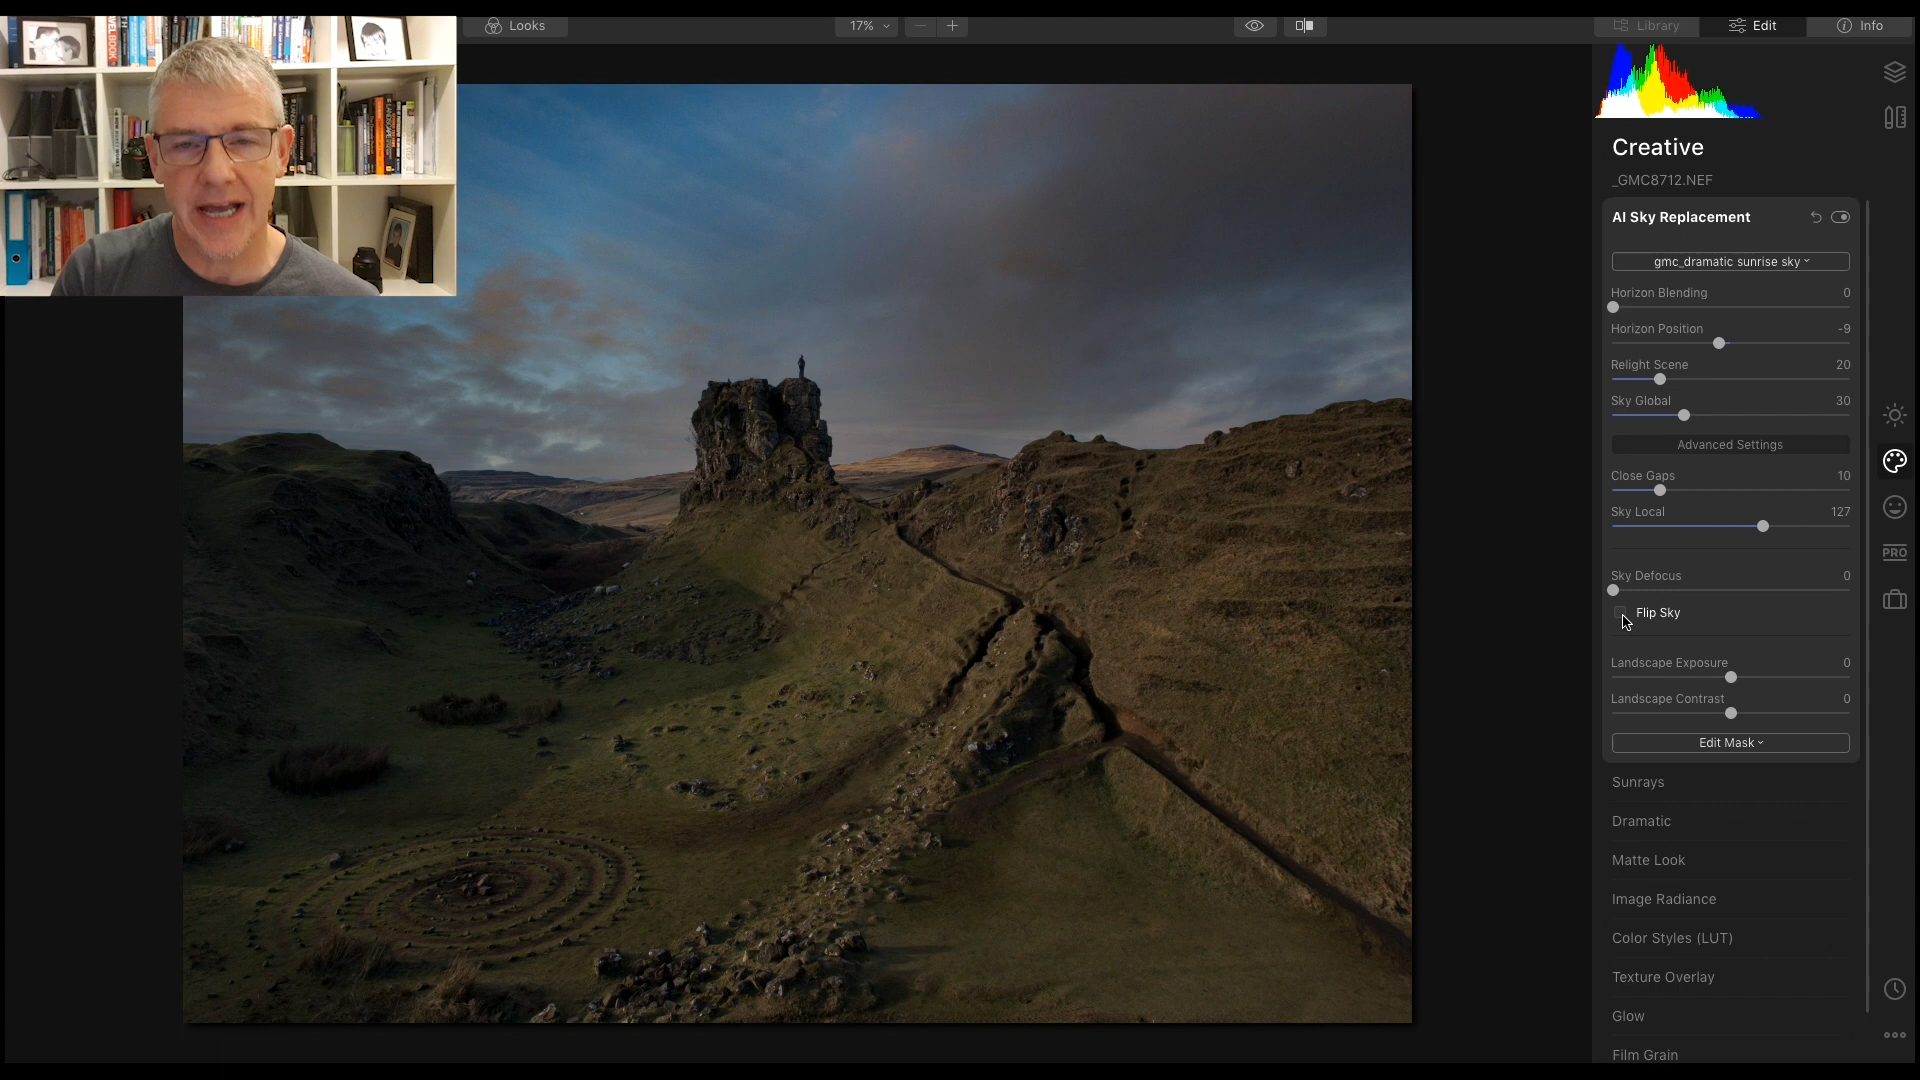 Looks
17%
Library
Edit
Info
Creative
_GMC8712.NEF
AI Sky Replacement
gmc_dramatic sunrise sky
Horizon Blending 0
Horizon Position -9
Relight Scene 20
Sky Global 30
Advanced Settings
Close Gaps 10
Sky Local 127
Sky Defocus 0
Flip Sky
Landscape Exposure 0
Landscape Contrast 0
Edit Mask
PRO
Sunrays
Dramatic
Matte Look
Image Radiance
Color Styles (LUT)
Texture Overlay
Glow
Film Grain